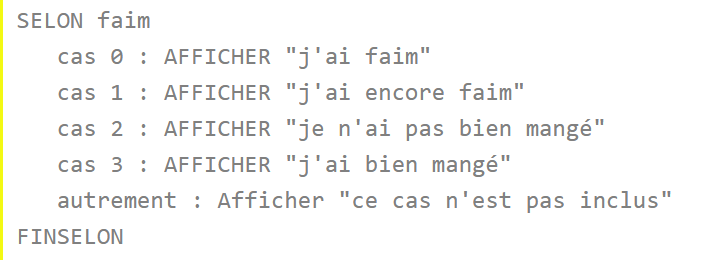 SELON faim
cas 0 : AFFICHER "j'ai faim"
cas 1 : AFFICHER "j'ai encore faim"
cas 2 : AFFICHER "je n'ai pas bien mangé"
cas 3 : AFFICHER "j'ai bien mangé"
autrement : Afficher "ce cas n'est pas inclus"
FINSELON